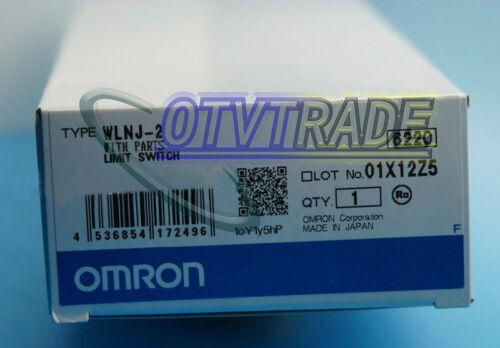 OTVTRADE
TYPE WLNJ-2
WITH PARTS
LIMIT SWITCH
6220
LOT No. 01X12Z5
QTY. 1
Ro
OMRON Corporation
MADE IN JAPAN
4 536854 172496
1oY1y5hP
F
OMRON